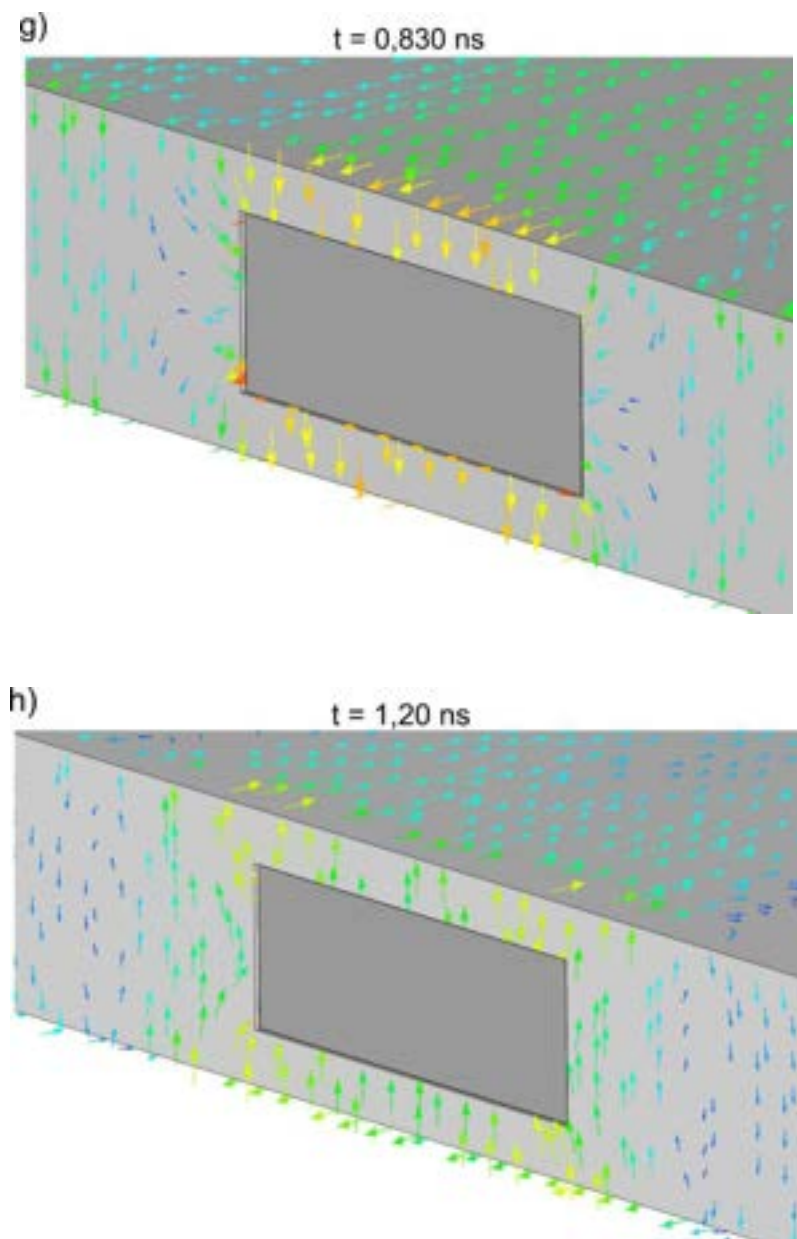 g)
t = 0,830 ns
h)
t = 1,20 ns